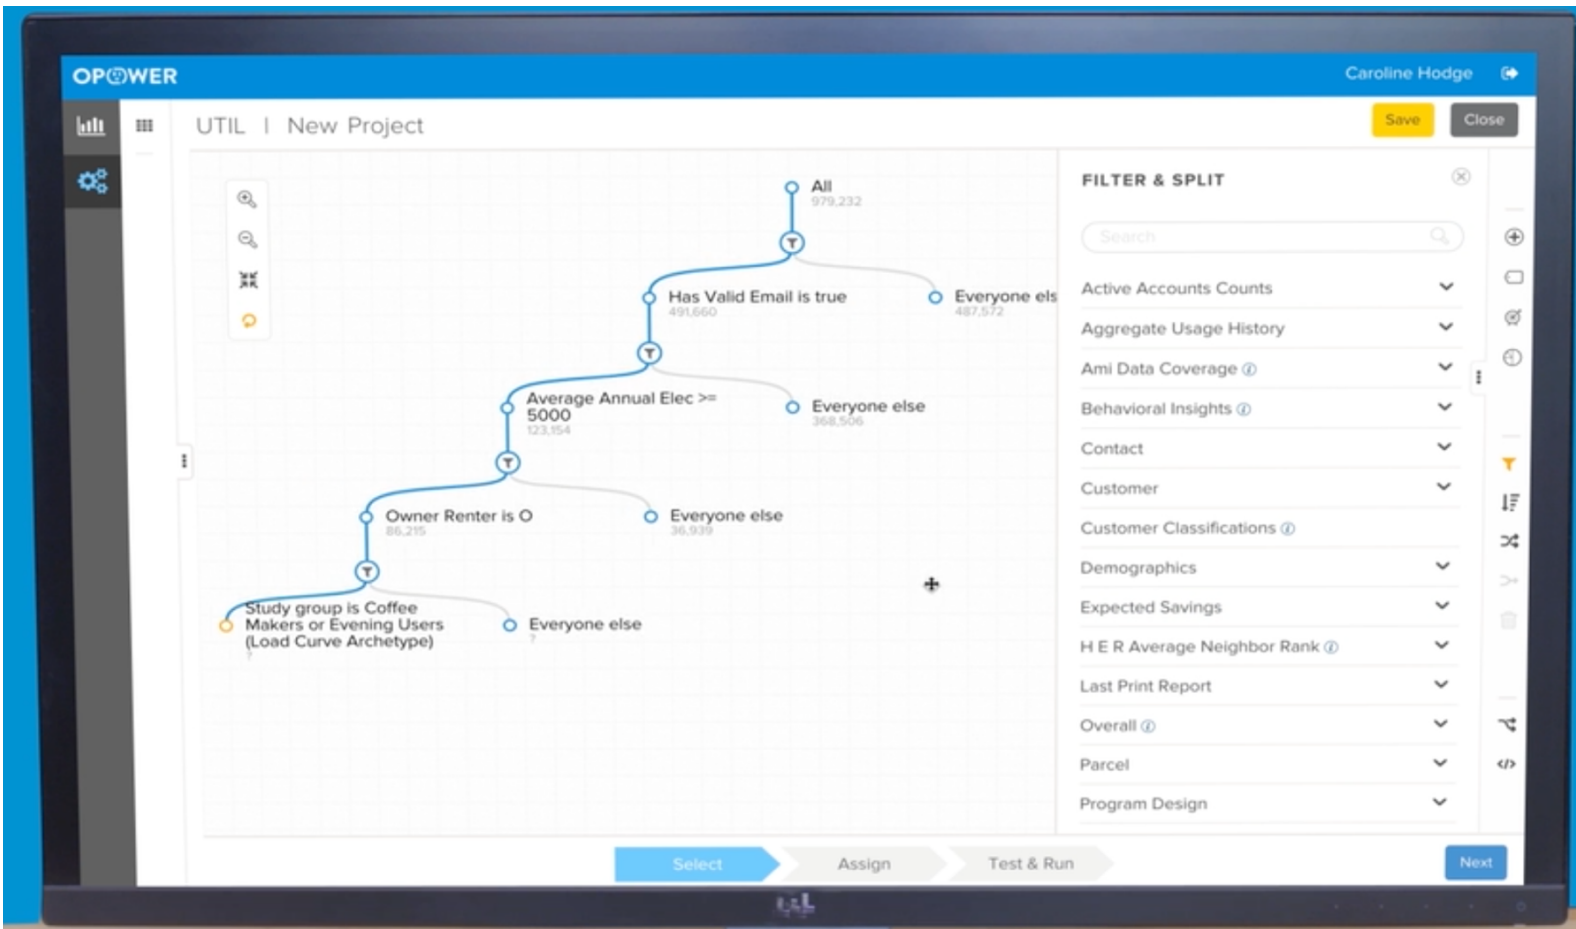 OPOWER
Caroline Hodge
UTIL | New Project
Save
Close
All
979,232
Has Valid Email is true
491,660
Everyone els
487,572
Average Annual Elec >=
5000
123,154
Everyone else
368,506
Owner Renter is O
86,215
Everyone else
36,939
Study group is Coffee
Makers or Evening Users
(Load Curve Archetype)
?
Everyone else
?
FILTER & SPLIT
Search
Active Accounts Counts
Aggregate Usage History
Ami Data Coverage
Behavioral Insights
Contact
Customer
Customer Classifications
Demographics
Expected Savings
H E R Average Neighbor Rank
Last Print Report
Overall
Parcel
Program Design
Select
Assign
Test & Run
Next